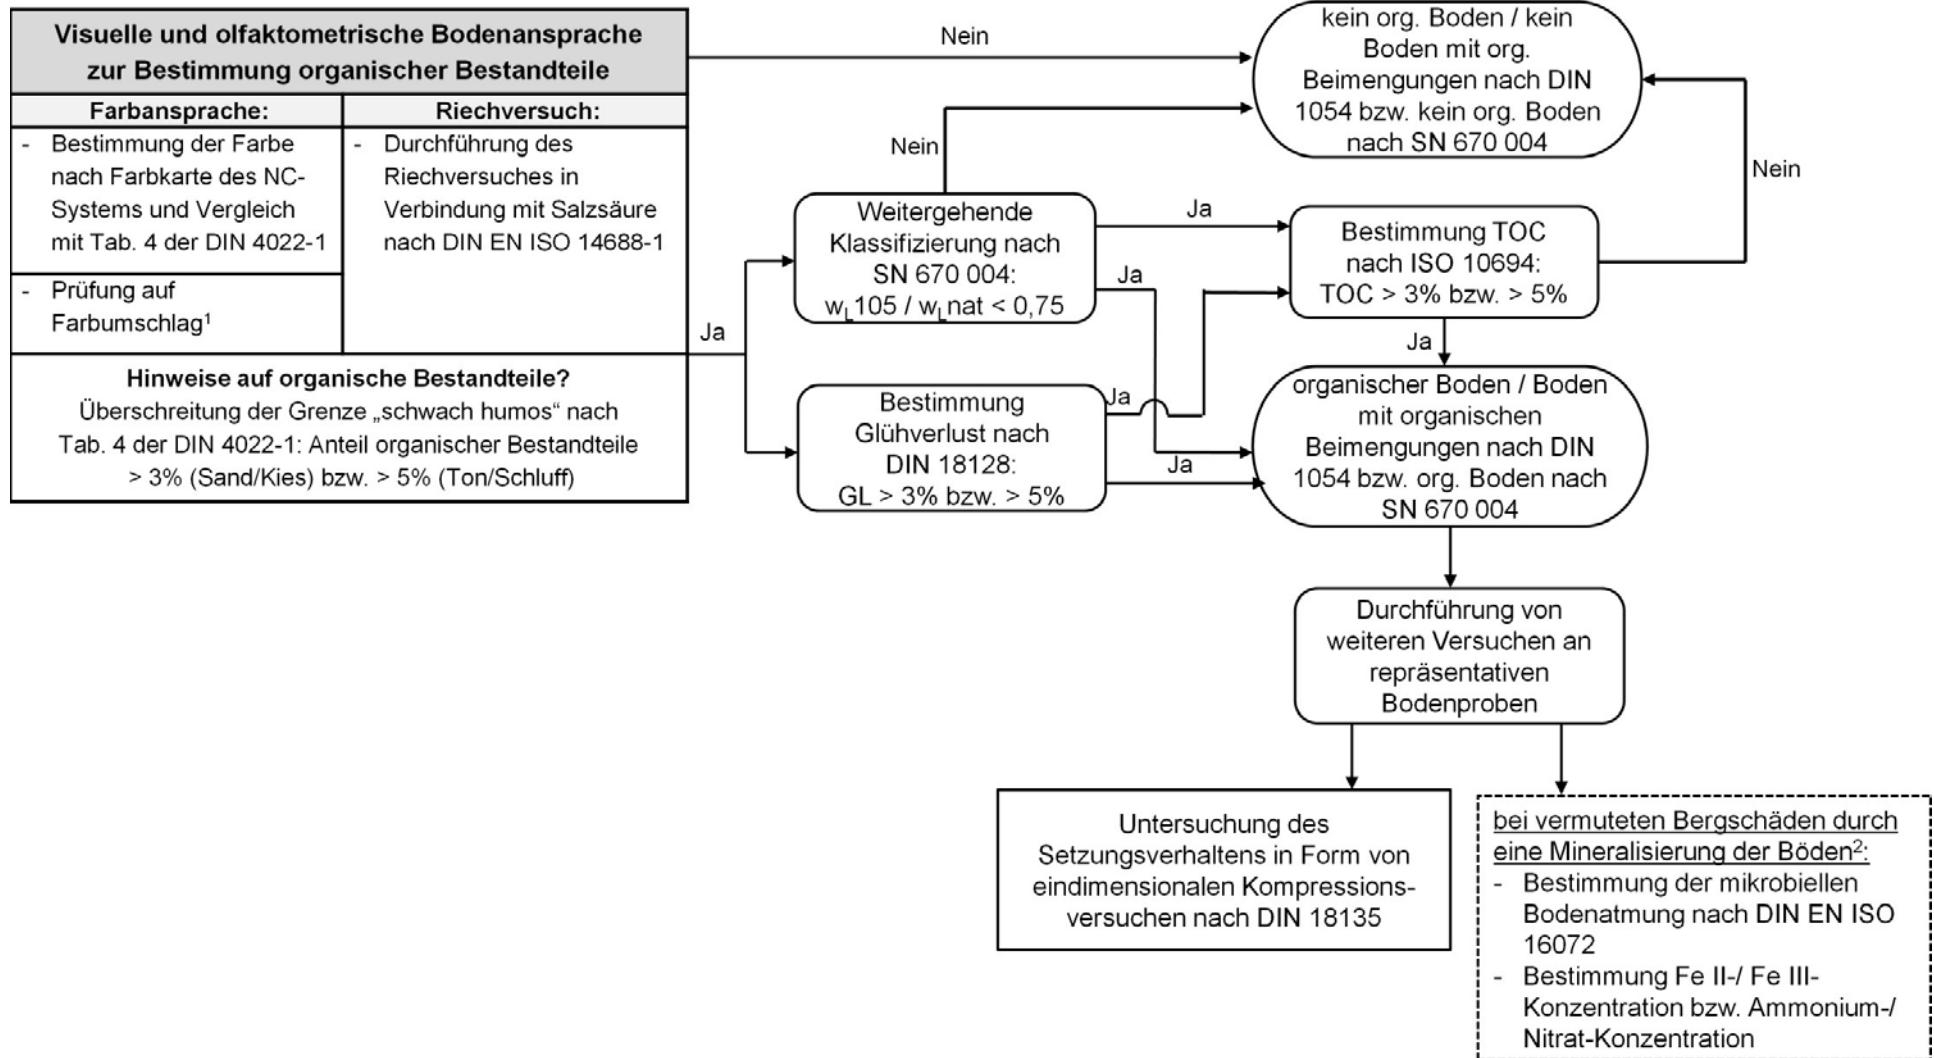 Visuelle und olfaktometrische Bodenansprache
zur Bestimmung organischer Bestandteile
Farbansprache:
- Bestimmung der Farbe
nach Farbkarte des NC-
Systems und Vergleich
mit Tab. 4 der DIN 4022-1
- Prüfung auf
Farbumschlag¹
Riechversuch:
- Durchführung des
Riechversuches in
Verbindung mit Salzsäure
nach DIN EN ISO 14688-1
Hinweise auf organische Bestandteile?
Überschreitung der Grenze „schwach humos“ nach
Tab. 4 der DIN 4022-1: Anteil organischer Bestandteile
> 3% (Sand/Kies) bzw. > 5% (Ton/Schluff)
Nein
Ja
kein org. Boden / kein
Boden mit org.
Beimengungen nach DIN
1054 bzw. kein org. Boden
nach SN 670 004
Nein
Weitergehende
Klassifizierung nach
SN 670 004:
wL105 / wLnat < 0,75
Ja
Ja
Bestimmung TOC
nach ISO 10694:
TOC > 3% bzw. > 5%
Nein
Ja
Bestimmung
Glühverlust nach
DIN 18128:
GL > 3% bzw. > 5%
Ja
Ja
organischer Boden / Boden
mit organischen
Beimengungen nach DIN
1054 bzw. org. Boden nach
SN 670 004
Durchführung von
weiteren Versuchen an
repräsentativen
Bodenproben
Untersuchung des
Setzungsverhaltens in Form von
eindimensionalen Kompressions-
versuchen nach DIN 18135
bei vermuteten Bergschäden durch
eine Mineralisierung der Böden²:
- Bestimmung der mikrobiellen
Bodenatmung nach DIN EN ISO
16072
- Bestimmung Fe II-/ Fe III-
Konzentration bzw. Ammonium-/
Nitrat-Konzentration